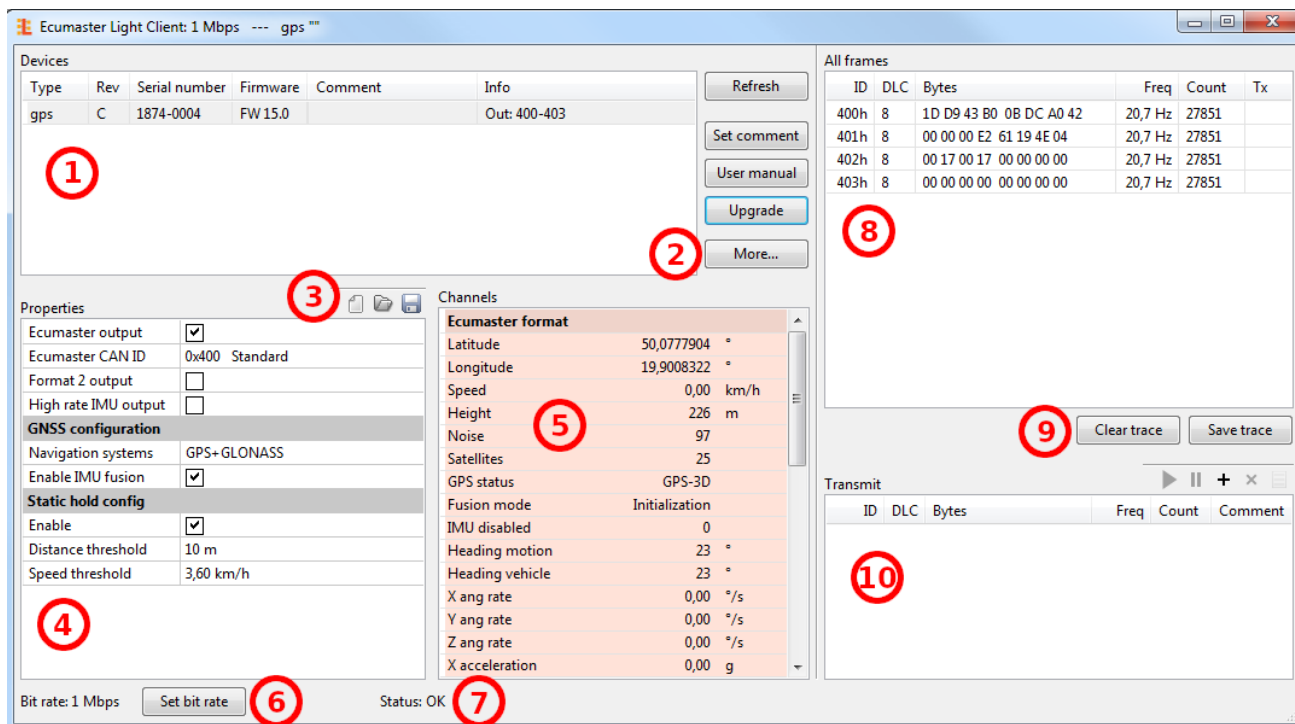 Ecumaster Light Client: 1 Mbps --- gps ""
Devices
Type Rev Serial number Firmware Comment Info
gps C 1874-0004 FW 15.0 Out: 400-403
1
Refresh
Set comment
User manual
Upgrade
2
More...
3
Properties
Ecumaster output
Ecumaster CAN ID 0x400 Standard
Format 2 output
High rate IMU output
GNSS configuration
Navigation systems GPS+GLONASS
Enable IMU fusion
Static hold config
Enable
Distance threshold 10 m
Speed threshold 3,60 km/h
4
Channels
Ecumaster format
Latitude 50,0777904 °
Longitude 19,9008322 °
Speed 0,00 km/h
Height 226 m
5
Noise 97
Satellites 25
GPS status GPS-3D
Fusion mode Initialization
IMU disabled 0
Heading motion 23 °
Heading vehicle 23 °
X ang rate 0,00 °/s
Y ang rate 0,00 °/s
Z ang rate 0,00 °/s
X acceleration 0,00 g
Bit rate: 1 Mbps
Set bit rate
6
Status: OK
7
All frames
ID DLC Bytes Freq Count Tx
400h 8 1D D9 43 B0 0B DC A0 42 20,7 Hz 27851
401h 8 00 00 00 E2 61 19 4E 04 20,7 Hz 27851
402h 8 00 17 00 17 00 00 00 00 20,7 Hz 27851
403h 8 00 00 00 00 00 00 00 00 20,7 Hz 27851
8
9
Clear trace
Save trace
Transmit
ID DLC Bytes Freq Count Comment
10